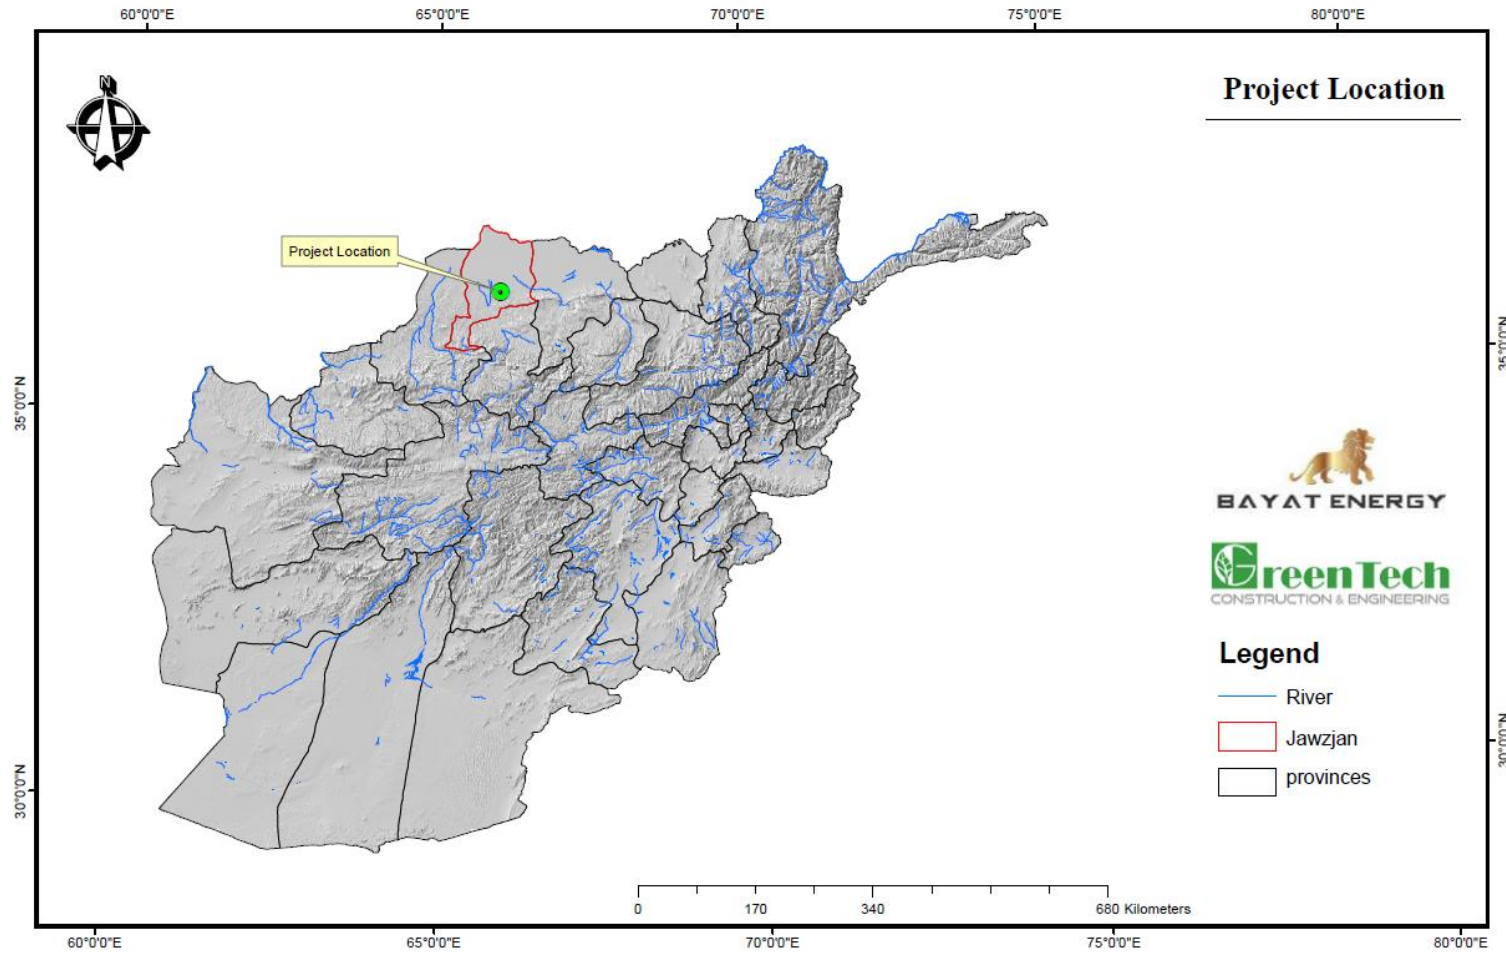 60°0'0"E 65°0'0"E 70°0'0"E 75°0'0"E 80°0'0"E
N
Project Location
Project Location
35°0'0"N
35°0'0"N
BAYAT ENERGY
GreenTech
CONSTRUCTION & ENGINEERING
Legend
River
Jawzjan
provinces
30°0'0"N
30°0'0"N
0 170 340 680 Kilometers
60°0'0"E 65°0'0"E 70°0'0"E 75°0'0"E 80°0'0"E